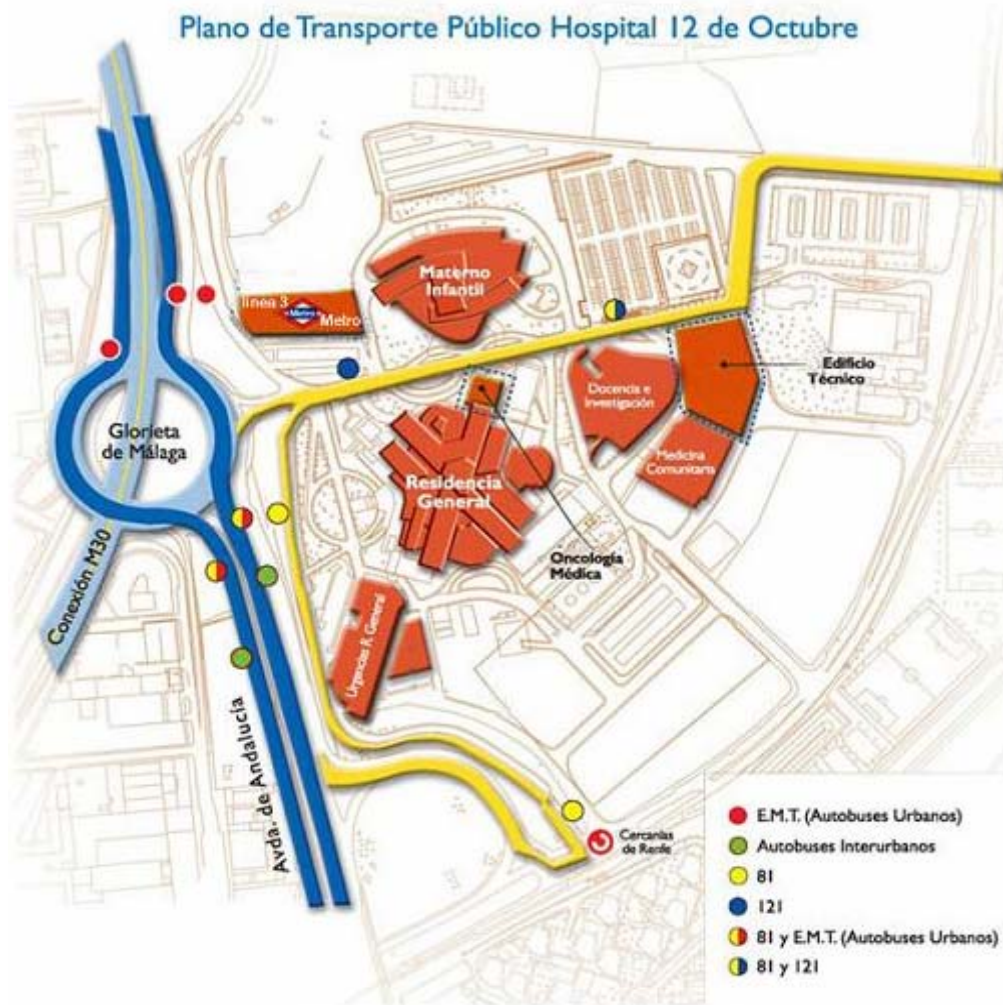 Plano de Transporte Público Hospital 12 de Octubre
Materno
Infantil
línea 3
Metro
Metro
Edificio
Técnico
Docencia e
Investigación
Glorieta
de Málaga
Medicina
Comunitaria
Residencia
General
Oncología
Médica
Conexión M30
Urgencias R. General
Avda. de Andalucía
Cercanías
de Renfe
E.M.T. (Autobuses Urbanos)
Autobuses Interurbanos
81
121
81 y E.M.T. (Autobuses Urbanos)
81 y 121